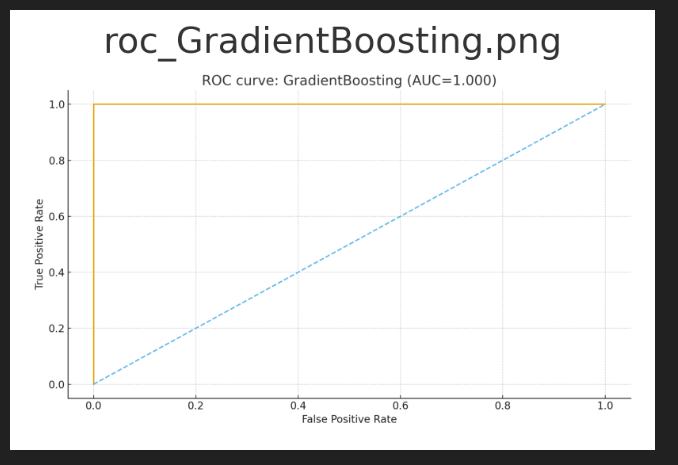 roc_GradientBoosting.png
ROC curve: GradientBoosting (AUC=1.000)
1.0
0.8
0.6
0.4
0.2
0.0
True Positive Rate
0.0 0.2 0.4 0.6 0.8 1.0
False Positive Rate